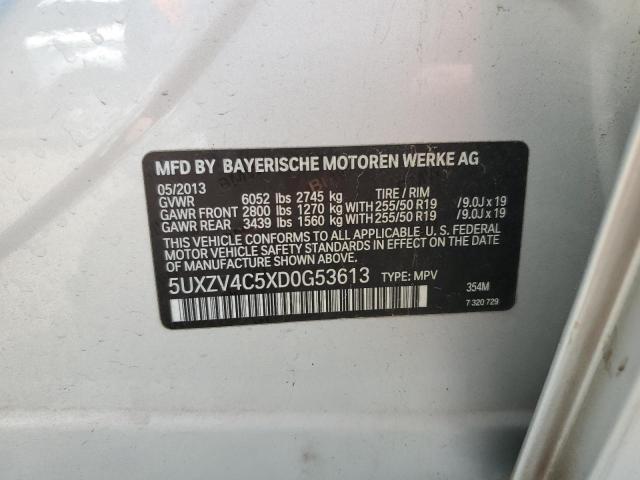 MFD BY BAYERISCHE MOTOREN WERKE AG
05/2013
GVWR 6052 lbs 2745 kg TIRE / RIM
GAWR FRONT 2800 lbs 1270 kg WITH 255/50 R19 /9.0J x 19
GAWR REAR 3439 lbs 1560 kg WITH 255/50 R19 /9.0J x 19
THIS VEHICLE CONFORMS TO ALL APPLICABLE U. S. FEDERAL
MOTOR VEHICLE SAFETY STANDARDS IN EFFECT ON THE DATE OF
MANUFACTURE SHOWN ABOVE.
5UXZV4C5XD0G53613 TYPE: MPV 354M
7 320 729